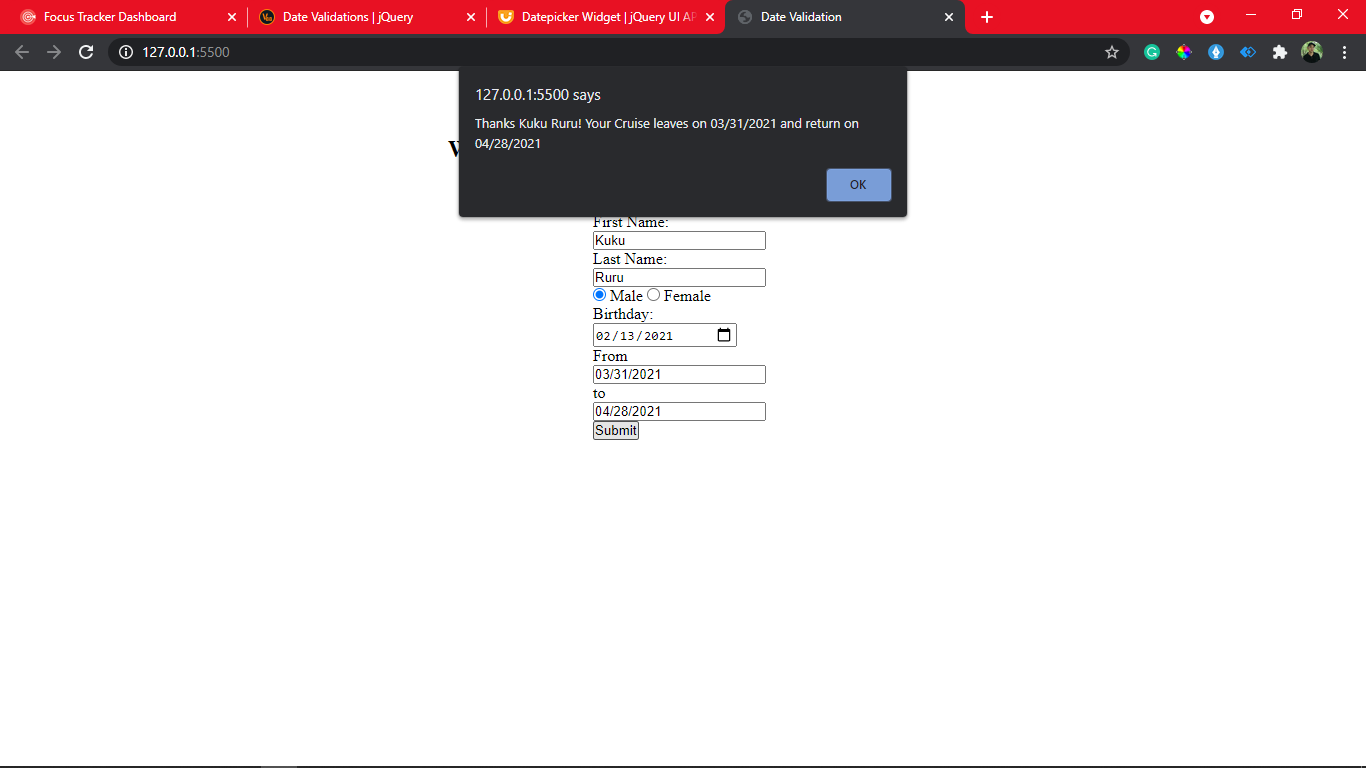 Focus Tracker Dashboard
Date Validations | jQuery
Datepicker Widget | jQuery UI AP
Date Validation
127.0.0.1:5500
127.0.0.1:5500 says
Thanks Kuku Ruru! Your Cruise leaves on 03/31/2021 and return on
04/28/2021
OK
First Name:
Kuku
Last Name:
Ruru
Male Female
Birthday:
02/13/2021
From
03/31/2021
to
04/28/2021
Submit